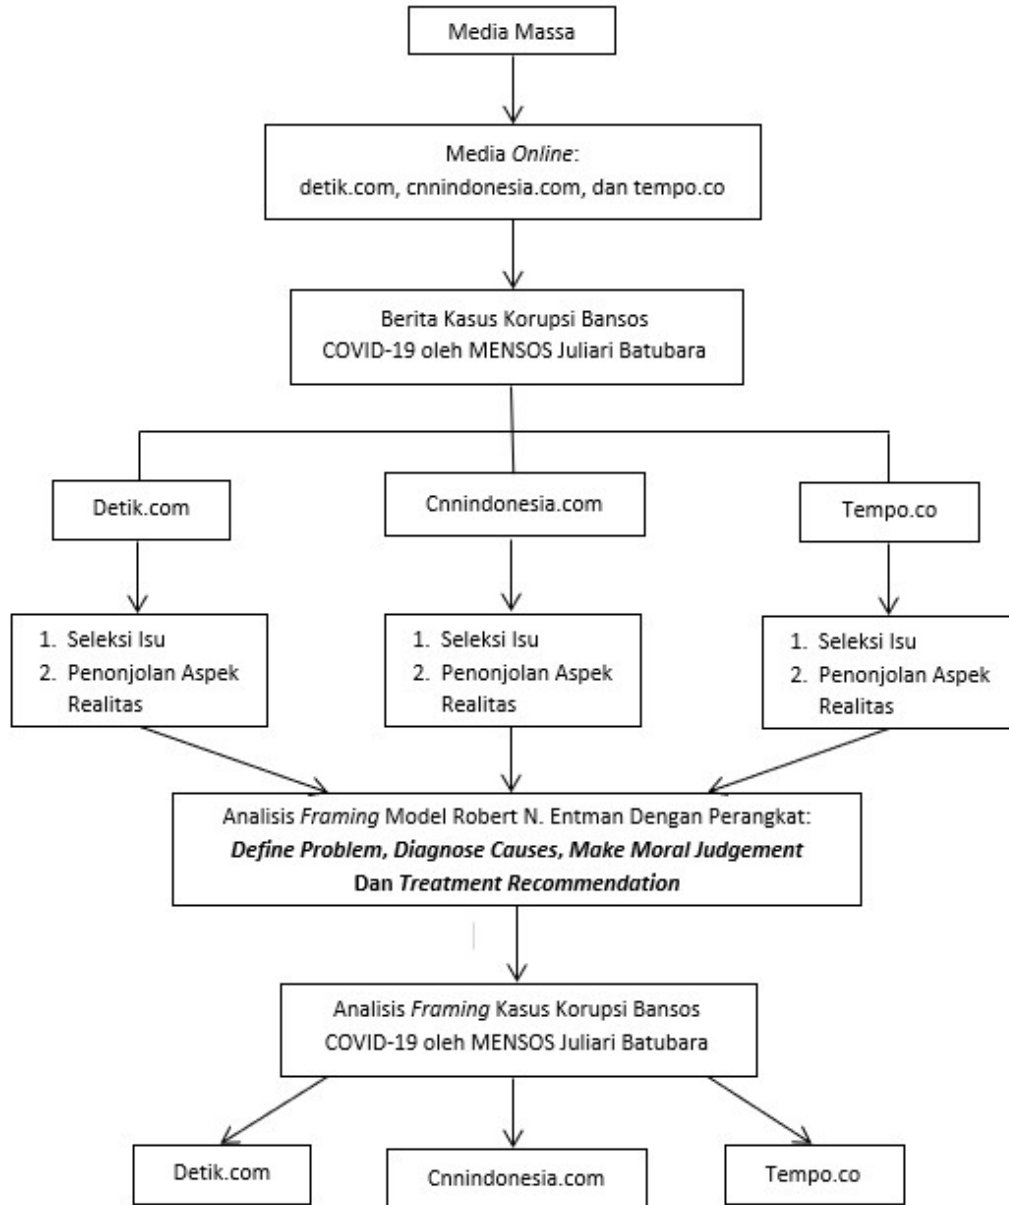 Media Massa
Media Online:
detik.com, cnnindonesia.com, dan tempo.co
Berita Kasus Korupsi Bansos
COVID-19 oleh MENSOS Juliari Batubara
Detik.com
Cnnindonesia.com
Tempo.co
1. Seleksi Isu
2. Penonjolan Aspek
Realitas
1. Seleksi Isu
2. Penonjolan Aspek
Realitas
1. Seleksi Isu
2. Penonjolan Aspek
Realitas
Analisis Framing Model Robert N. Entman Dengan Perangkat:
Define Problem, Diagnose Causes, Make Moral Judgement
Dan Treatment Recommendation
Analisis Framing Kasus Korupsi Bansos
COVID-19 oleh MENSOS Juliari Batubara
Detik.com
Cnnindonesia.com
Tempo.co